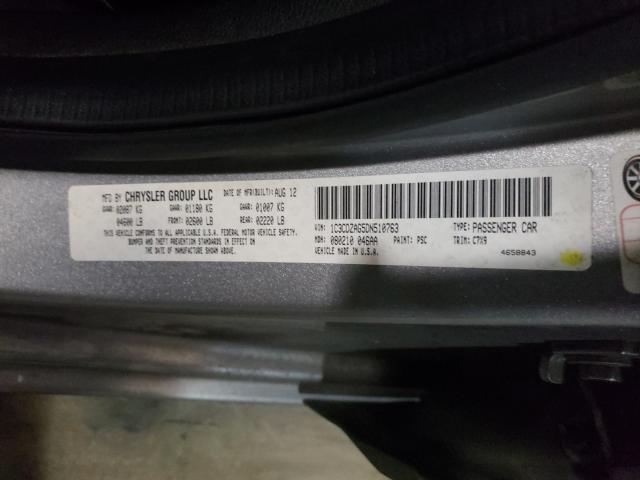 MFD BY CHRYSLER GROUP LLC DATE OF MFR(BUILT): AUG 12
GVWR: 02087 KG GAWR: 01180 KG GAWR: 01007 KG
04600 LB FRONT: 02600 LB REAR: 02220 LB
THIS VEHICLE CONFORMS TO ALL APPLICABLE U.S.A. FEDERAL MOTOR VEHICLE SAFETY,
BUMPER AND THEFT PREVENTION STANDARDS IN EFFECT ON
THE DATE OF MANUFACTURE SHOWN ABOVE.
VIN: 1C3CDZAG5DN510763 TYPE: PASSENGER CAR
MDH: 080210 046AA PAINT: PSC TRIM: C7X9
VEHICLE MADE IN U.S.A. 4658843